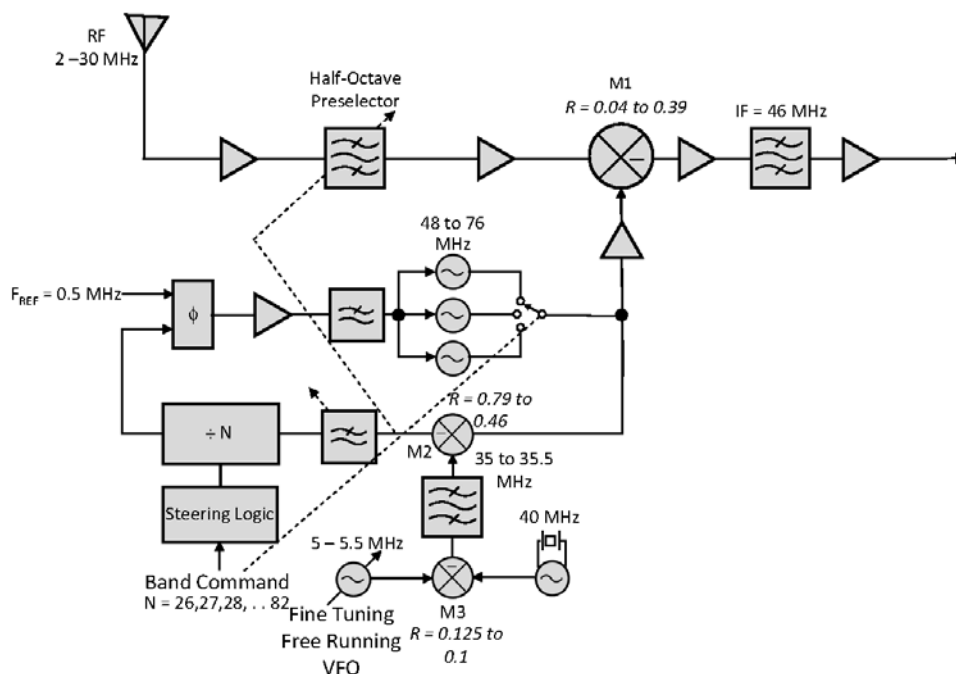 RF
2 –30 MHz
Half-Octave
Preselector
M1
R = 0.04 to 0.39
IF = 46 MHz
48 to 76
MHz
F_REF = 0.5 MHz
ϕ
R = 0.79 to
0.46
÷ N
M2
35 to 35.5
MHz
Steering Logic
40 MHz
5 – 5.5 MHz
Band Command
N = 26,27,28, . . 82
Fine Tuning
Free Running
VFO
M3
R = 0.125 to
0.1